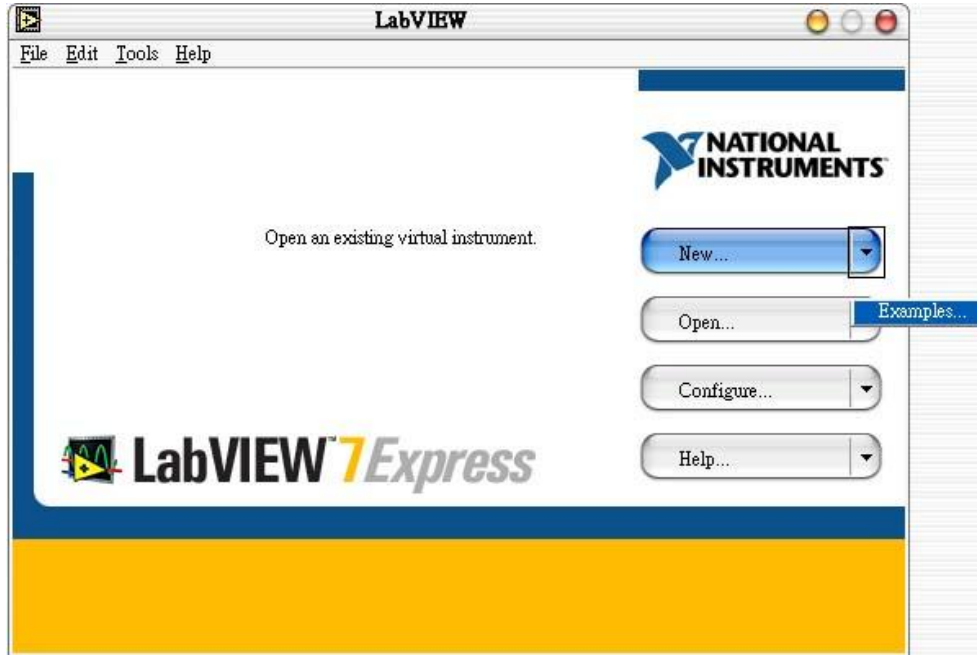 LabVIEW
File Edit Tools Help
NATIONAL
INSTRUMENTS
Open an existing virtual instrument.
New...
Open...
Examples...
Configure...
Help...
LabVIEW™ 7 Express